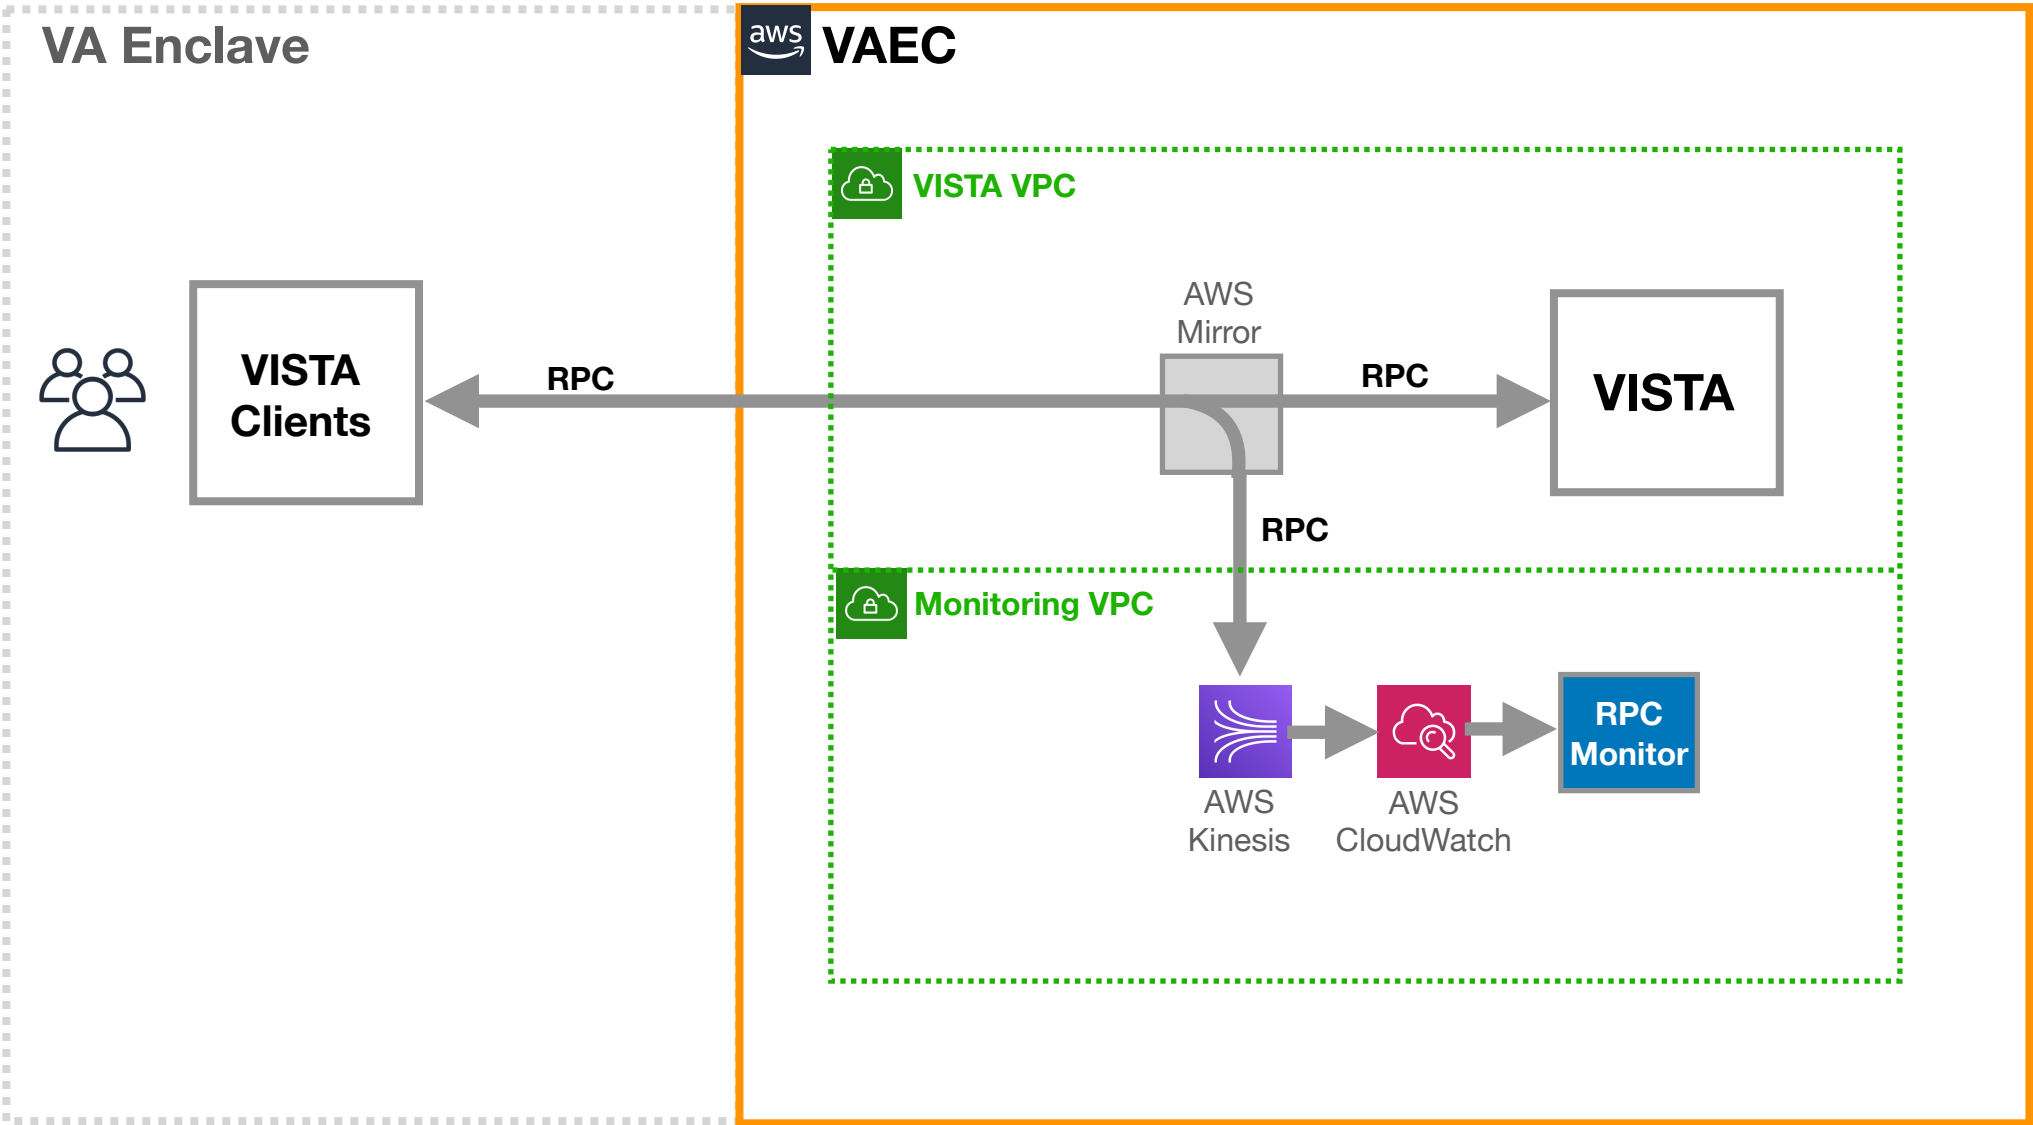 VA Enclave
aws
VAEC
VISTA VPC
AWS
Mirror
VISTA
Clients
RPC
RPC
VISTA
RPC
Monitoring VPC
RPC
Monitor
AWS
Kinesis
AWS
CloudWatch